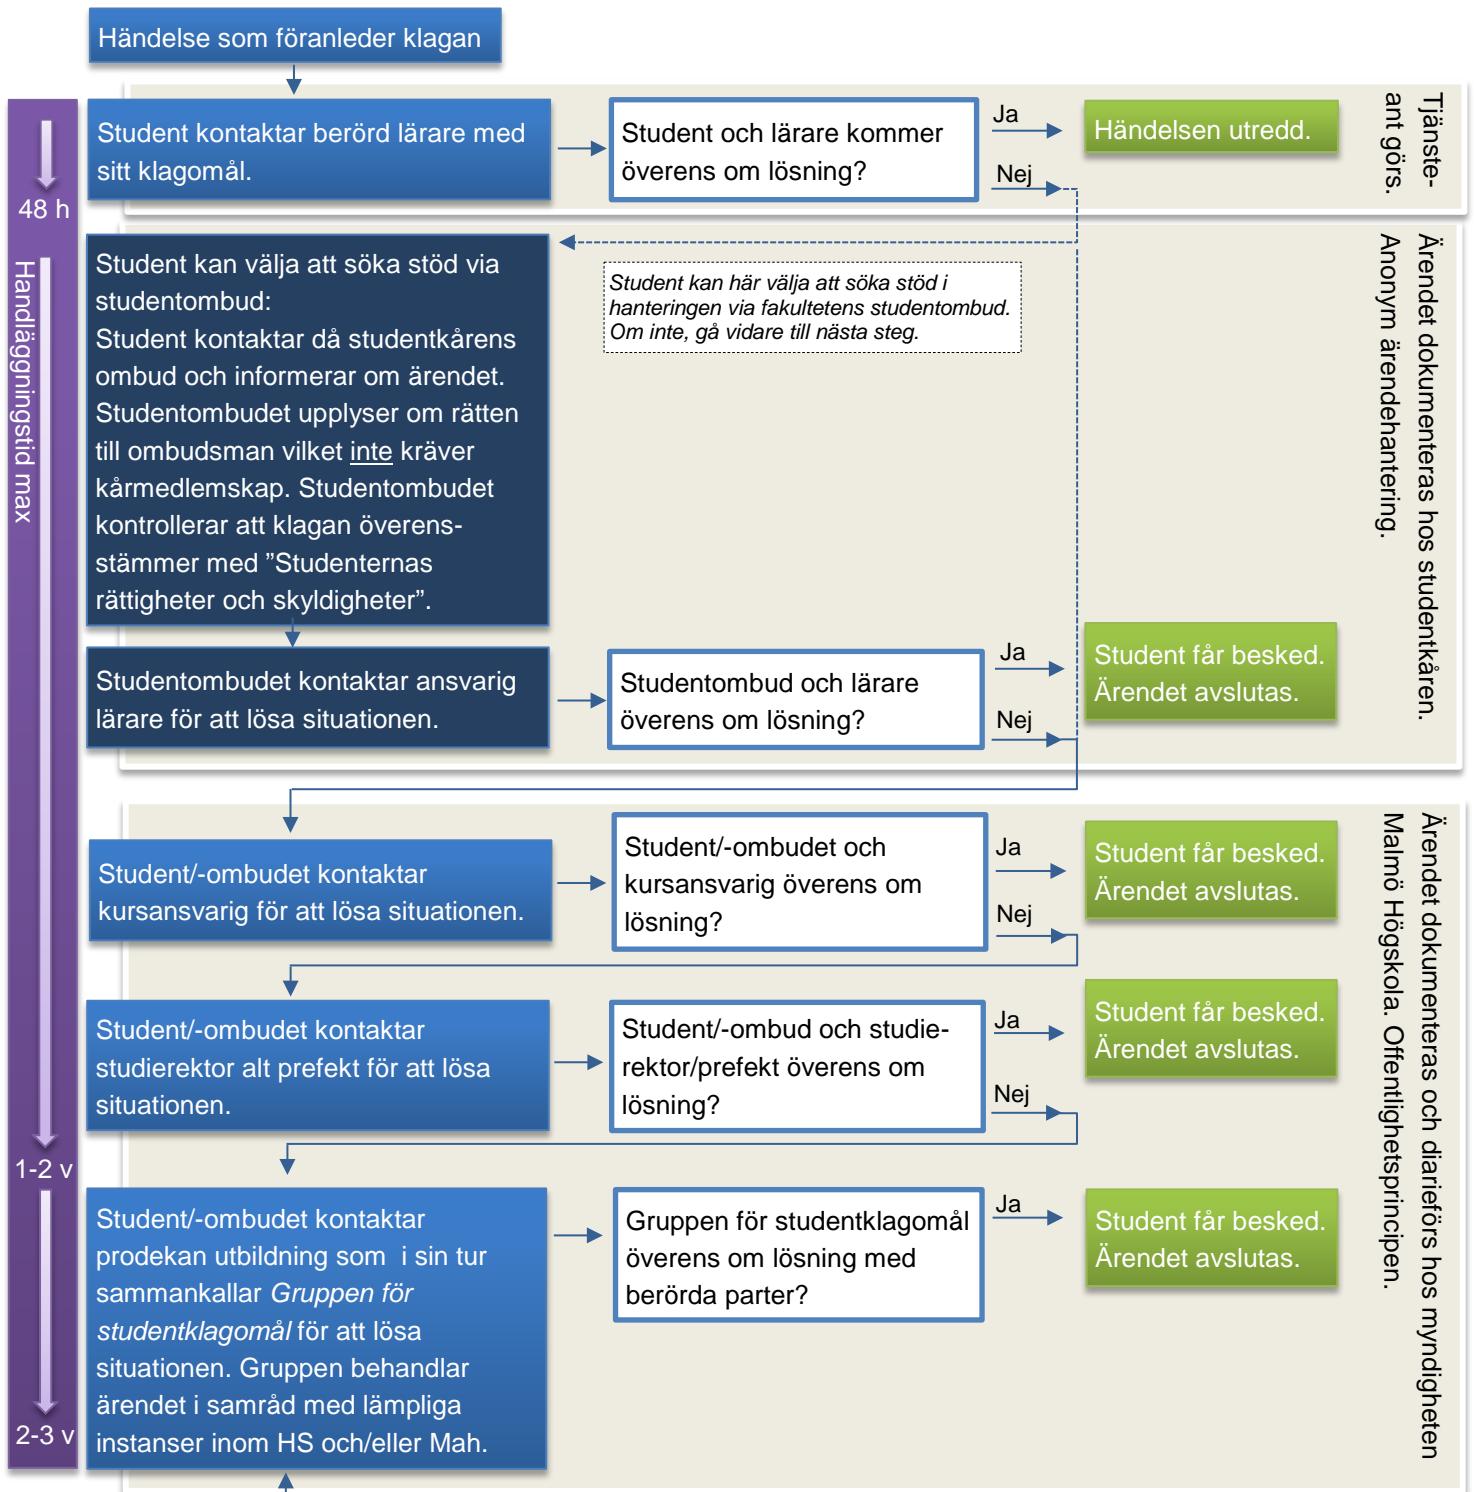 Händelse som föranleder klagan
Student kontaktar berörd lärare med
sitt klagomål.
Student och lärare kommer
överens om lösning?
Ja
Nej
Händelsen utredd.
Tjänste-
ant görs.
48 h
Handläggningstid max
Student kan välja att söka stöd via
studentombud:
Student kontaktar då studentkårens
ombud och informerar om ärendet.
Studentombudet upplyser om rätten
till ombudsman vilket inte kräver
kårmedlemskap. Studentombudet
kontrollerar att klagan överens-
stämmer med ”Studenternas
rättigheter och skyldigheter”.
Student kan här välja att söka stöd i
hanteringen via fakultetens studentombud.
Om inte, gå vidare till nästa steg.
Ärendet dokumenteras hos studentkåren.
Anonym ärendehantering.
Studentombudet kontaktar ansvarig
lärare för att lösa situationen.
Studentombud och lärare
överens om lösning?
Ja
Nej
Student får besked.
Ärendet avslutas.
Student/-ombudet kontaktar
kursansvarig för att lösa situationen.
Student/-ombudet och
kursansvarig överens om
lösning?
Ja
Nej
Student får besked.
Ärendet avslutas.
Ärendet dokumenteras och diarieförs hos myndigheten
Malmö Högskola. Offentlighetsprincipen.
Student/-ombudet kontaktar
studierektor alt prefekt för att lösa
situationen.
Student/-ombud och studie-
rektor/prefekt överens om
lösning?
Ja
Nej
Student får besked.
Ärendet avslutas.
1-2 v
Student/-ombudet kontaktar
prodekan utbildning som i sin tur
sammankallar Gruppen för
studentklagomål för att lösa
situationen. Gruppen behandlar
ärendet i samråd med lämpliga
instanser inom HS och/eller Mah.
Gruppen för studentklagomål
överens om lösning med
berörda parter?
Ja
Student får besked.
Ärendet avslutas.
2-3 v